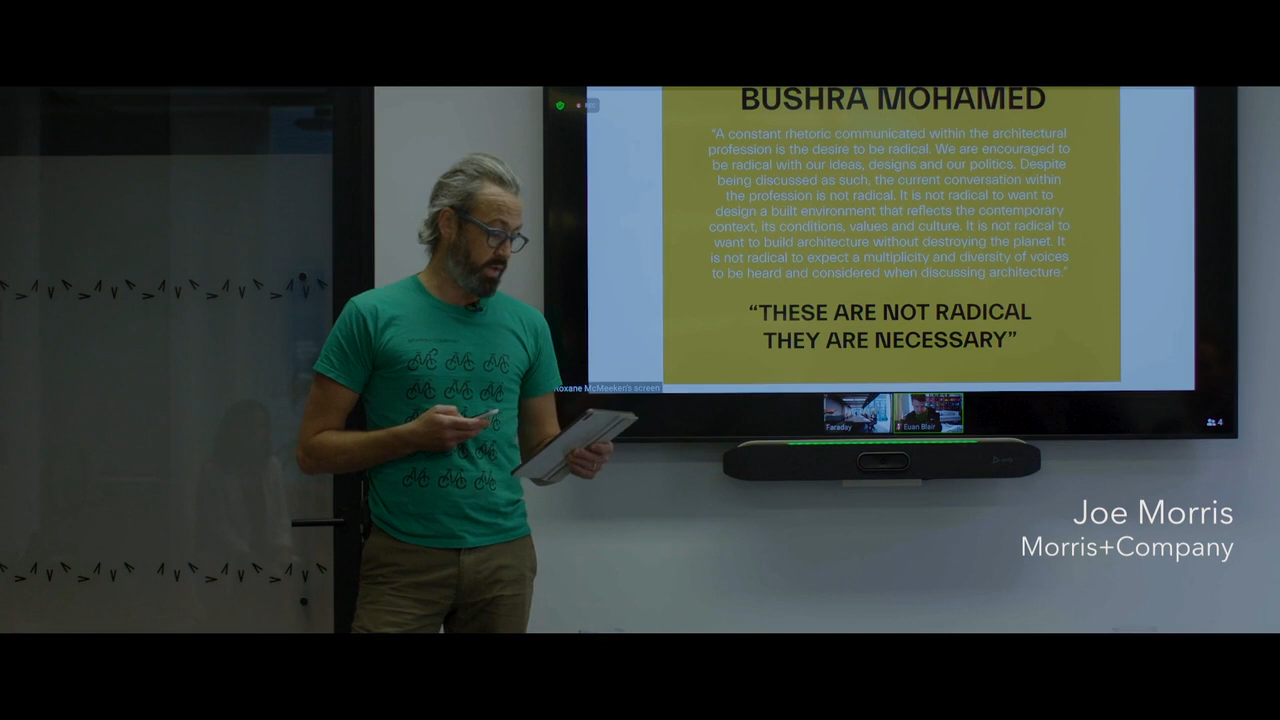 BUSHRA MOHAMED
REC
“A constant rhetoric communicated within the architectural
profession is the desire to be radical. We are encouraged to
be radical with our ideas, designs and our politics. Despite
being discussed as such, the current conversation within
the profession is not radical. It is not radical to want to
design a built environment that reflects the contemporary
context, its conditions, values and culture. It is not radical to
want to build architecture without destroying the planet. It
is not radical to expect a multiplicity and diversity of voices
to be heard and considered when discussing architecture.”
“THESE ARE NOT RADICAL
THEY ARE NECESSARY”
Roxane McMeeken's screen
Faraday
Euan Blair
4
Joe Morris
Morris+Company